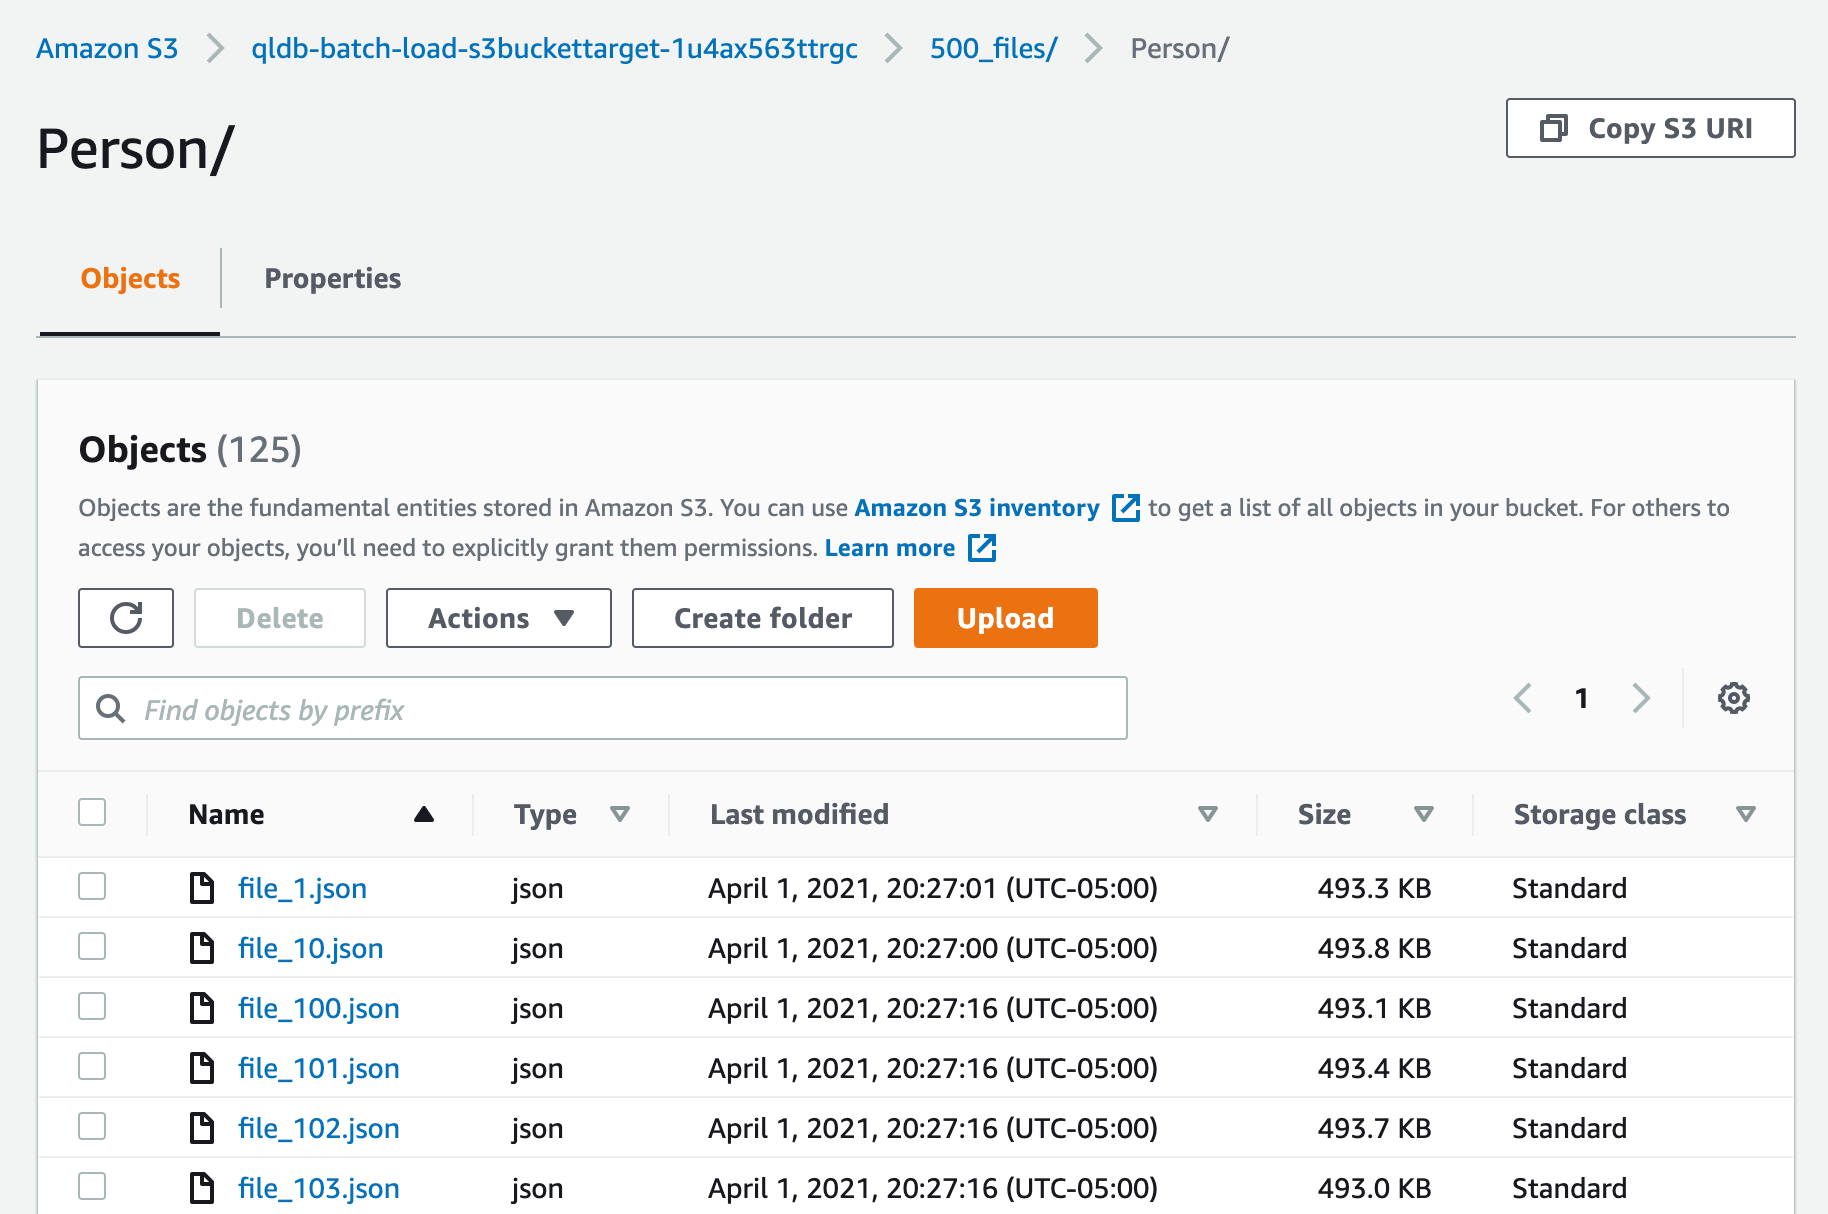 Amazon S3 qldb-batch-load-s3buckettarget-1u4ax563ttrgc 500_files/ Person/
Person/
Copy S3 URI
Objects Properties
Objects (125)
Objects are the fundamental entities stored in Amazon S3. You can use Amazon S3 inventory to get a list of all objects in your bucket. For others to
access your objects, you’ll need to explicitly grant them permissions. Learn more
Delete Actions Create folder Upload
Find objects by prefix 1
Name Type Last modified Size Storage class
file_1.json json April 1, 2021, 20:27:01 (UTC-05:00) 493.3 KB Standard
file_10.json json April 1, 2021, 20:27:00 (UTC-05:00) 493.8 KB Standard
file_100.json json April 1, 2021, 20:27:16 (UTC-05:00) 493.1 KB Standard
file_101.json json April 1, 2021, 20:27:16 (UTC-05:00) 493.4 KB Standard
file_102.json json April 1, 2021, 20:27:16 (UTC-05:00) 493.7 KB Standard
file_103.json json April 1, 2021, 20:27:16 (UTC-05:00) 493.0 KB Standard